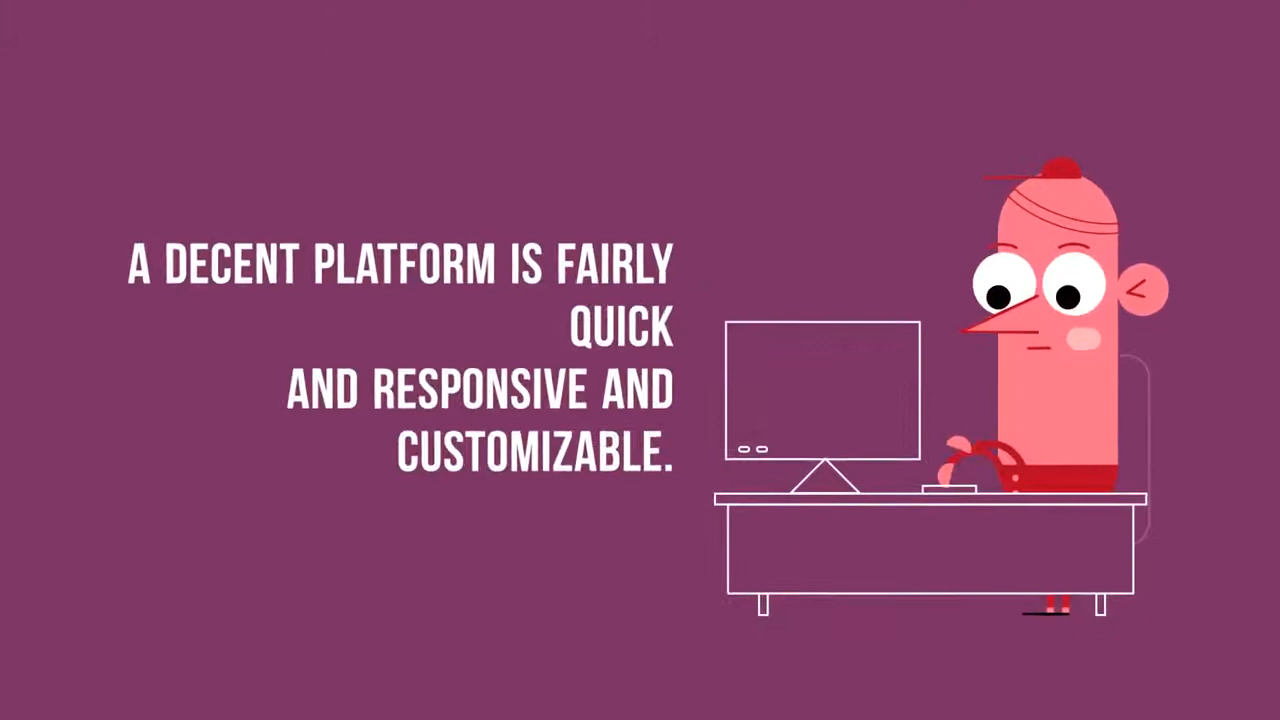 A DECENT PLATFORM IS FAIRLY
QUICK
AND RESPONSIVE AND
CUSTOMIZABLE.